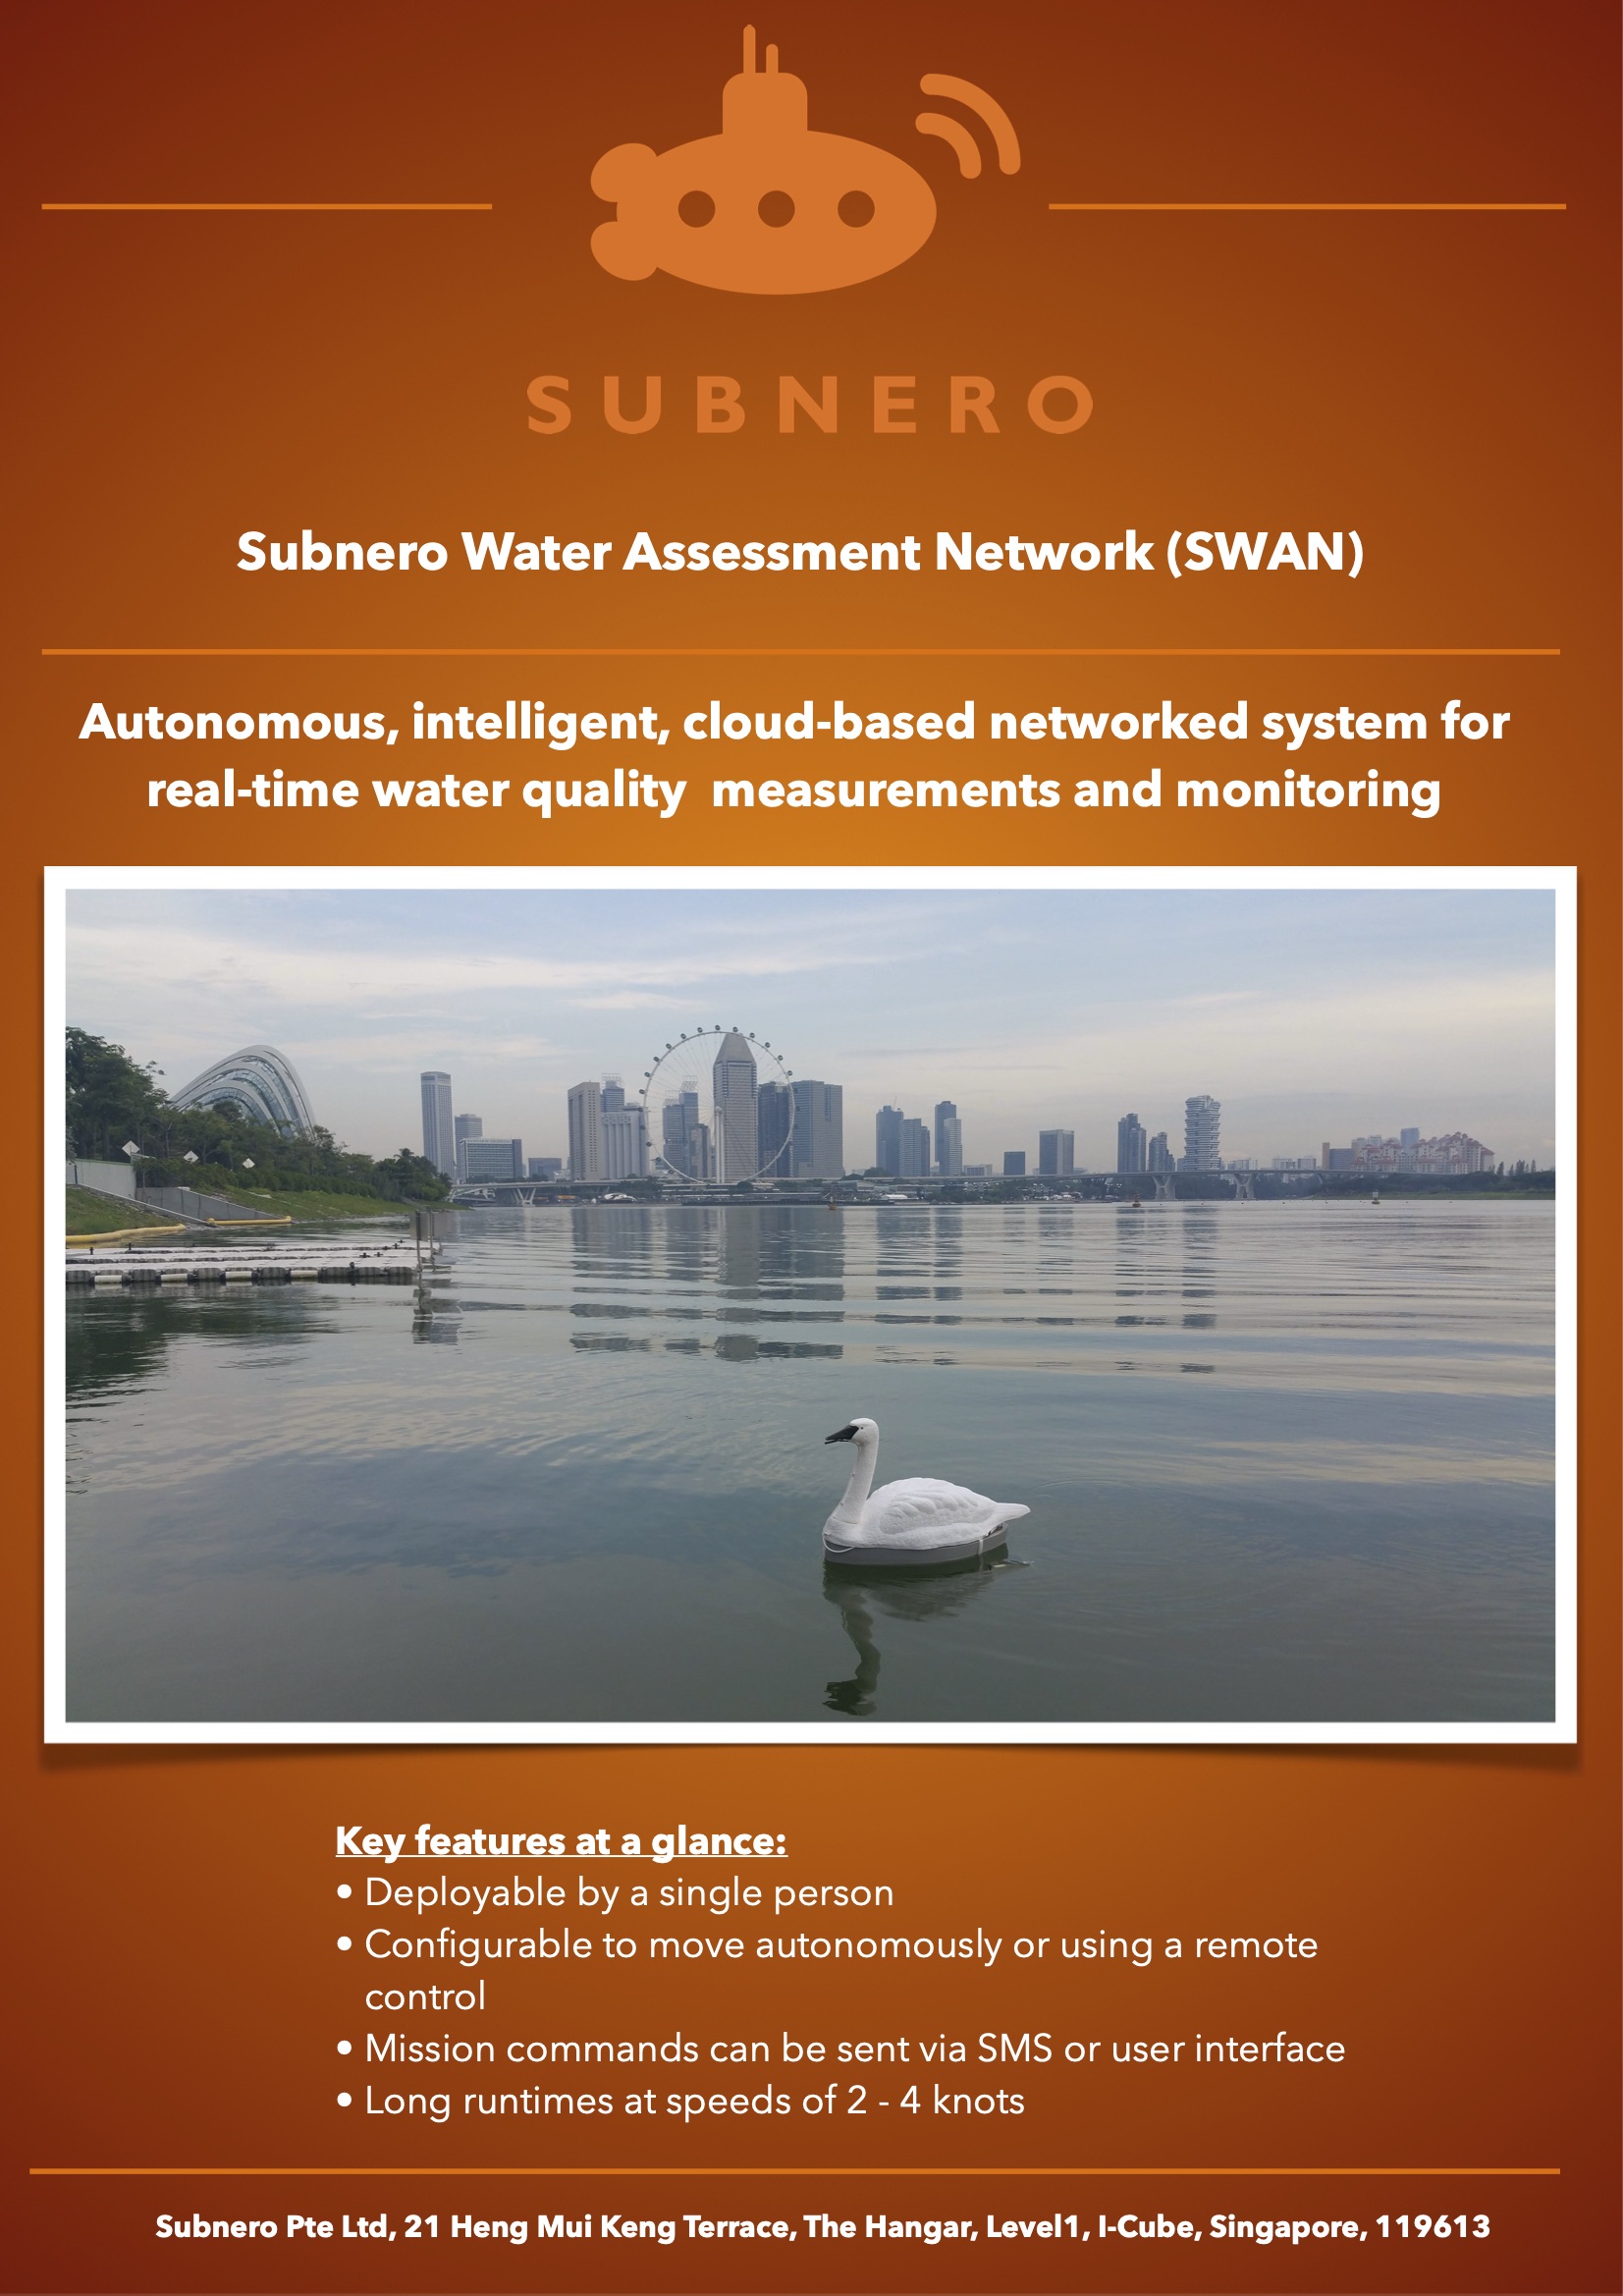 SUBNERO
Subnero Water Assessment Network (SWAN)
Autonomous, intelligent, cloud-based networked system for
real-time water quality  measurements and monitoring
Key features at a glance:
• Deployable by a single person
• Configurable to move autonomously or using a remote
control
• Mission commands can be sent via SMS or user interface
• Long runtimes at speeds of 2 - 4 knots
Subnero Pte Ltd, 21 Heng Mui Keng Terrace, The Hangar, Level1, I-Cube, Singapore, 119613